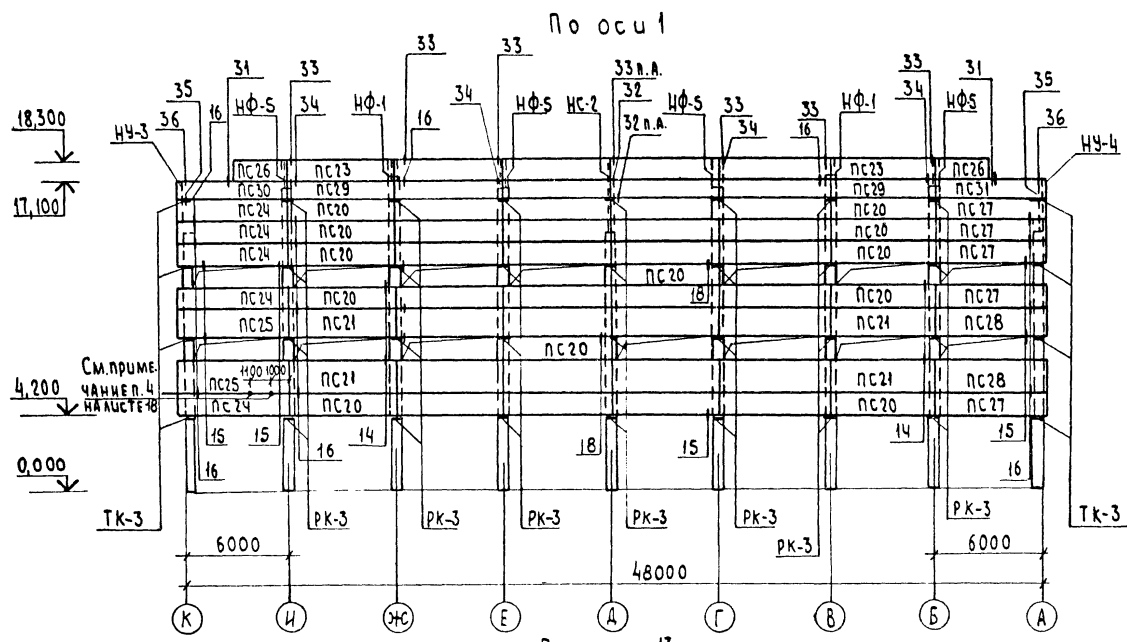 По оси 1
33
33
33
33 п.А.
33
31
33
35
16
НФ-5
34
НФ-1
16
34
НФ-5
НС-2
32
32 п.А.
НФ-5
33
34
33
16
НФ-1
34
НФ-5
31
35
36
36
НУ-3
НУ-4
18,300
17,100
ПС26 ПС23 ПС23 ПС26
ПС30 ПС29 ПС29 ПС31
ПС24 ПС20 ПС20 ПС27
ПС24 ПС20 ПС20 ПС27
ПС24 ПС20 ПС20 ПС27
ПС20
18
ПС24 ПС20 ПС20 ПС27
ПС25 ПС21 ПС21 ПС28
ПС20
См. приме-
чание п. 4
на листе 18
1100 1000
ПС25 ПС21 ПС21 ПС28
4,200
ПС24 ПС20 ПС20 ПС27
15 15 14 18 15 14 15
16 16 16
0,000
ТК-3 РК-3 РК-3 РК-3 РК-3 РК-3 РК-3 РК-3 ТК-3
6000 6000
48000
К И Ж Е Д Г В Б А